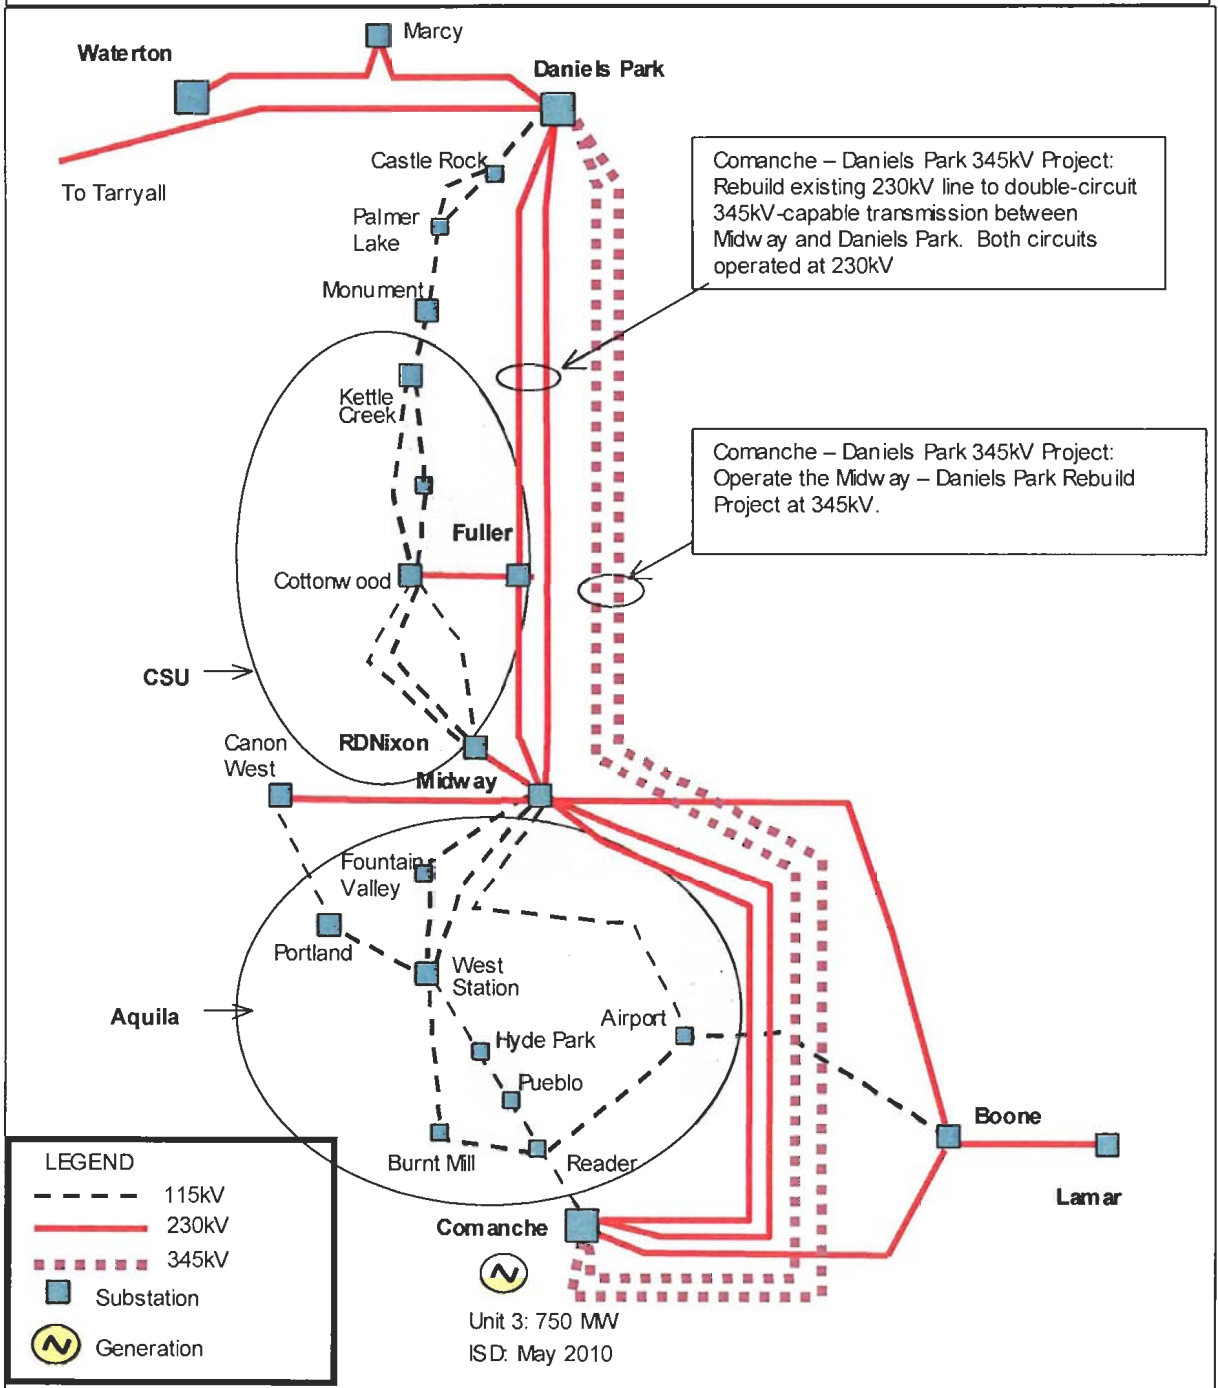 Marcy
Waterton
Daniels Park
Castle Rock
To Tarryall
Palmer
Lake
Monument
Comanche – Daniels Park 345kV Project:
Rebuild existing 230kV line to double-circuit
345kV-capable transmission between
Midway and Daniels Park. Both circuits
operated at 230kV
Kettle
Creek
Comanche – Daniels Park 345kV Project:
Operate the Midway – Daniels Park Rebuild
Project at 345kV.
Fuller
Cottonwood
CSU
RDNixon
Canon
West
Midway
Fountain
Valley
Portland
West
Station
Aquila
Airport
Hyde Park
Pueblo
Boone
Burnt Mill
Reader
Lamar
Comanche
LEGEND
115kV
230kV
345kV
Substation
Generation
Unit 3: 750 MW
ISD: May 2010